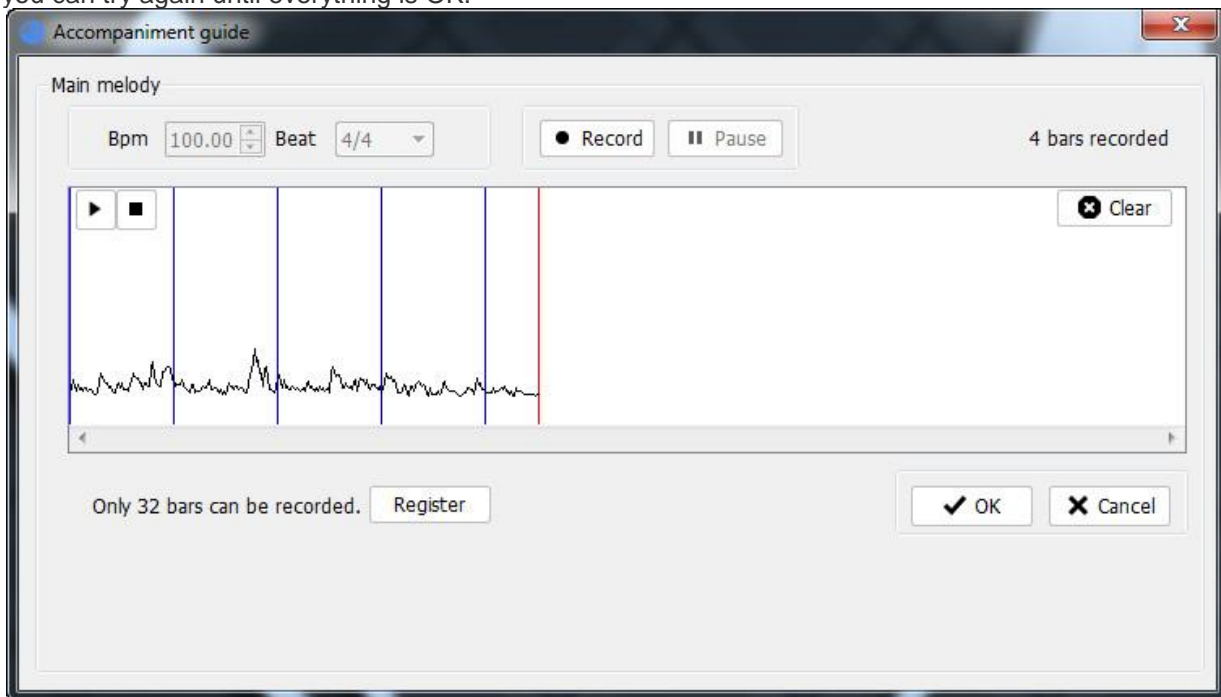 you can try again until everything is OK.
Accompaniment guide
Main melody
Bpm 100.00 Beat 4/4 Record Pause 4 bars recorded
Clear
Only 32 bars can be recorded. Register OK Cancel